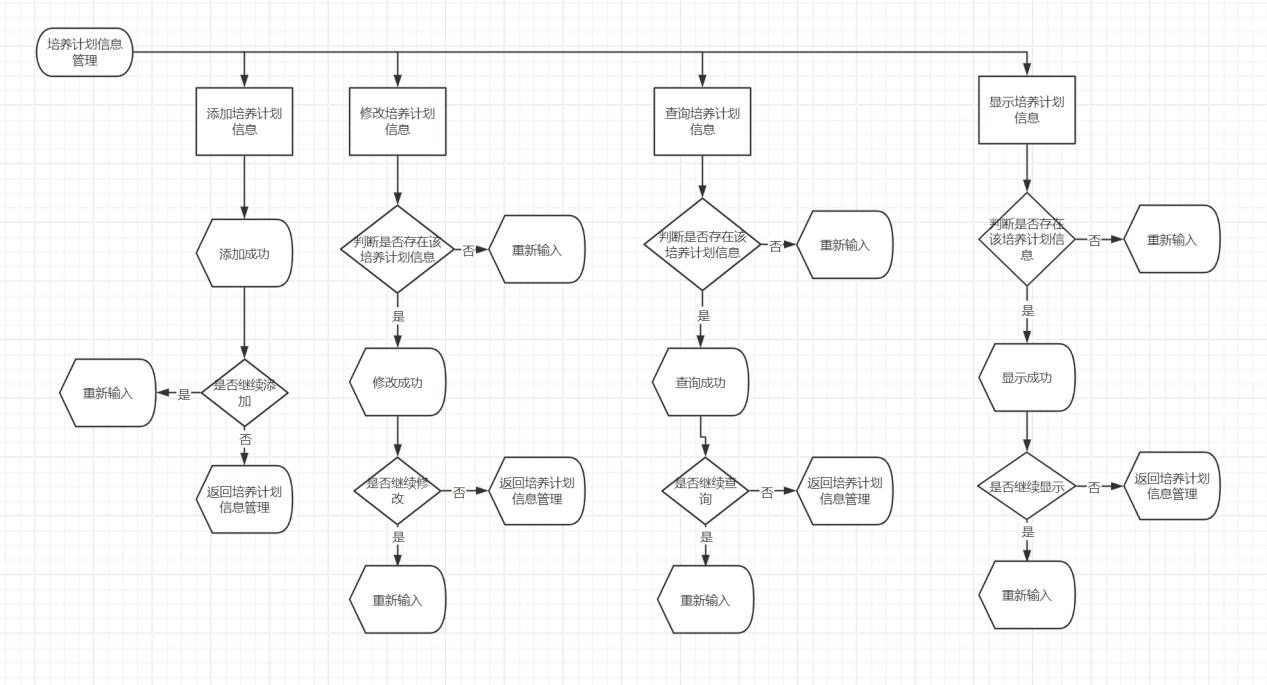 培养计划信息
管理
添加培养计划
信息
添加成功
是否继续添
加
是
重新输入
否
返回培养计划
信息管理
修改培养计划
信息
判断是否存在该
培养计划信息
否
重新输入
是
修改成功
是否继续修
改
否
返回培养计划
信息管理
是
重新输入
查询培养计划
信息
判断是否存在该
培养计划信息
否
重新输入
是
查询成功
是否继续查
询
否
返回培养计划
信息管理
是
重新输入
显示培养计划
信息
判断是否存在
该培养计划信
息
否
重新输入
是
显示成功
是否继续显示
否
返回培养计划
信息管理
是
重新输入